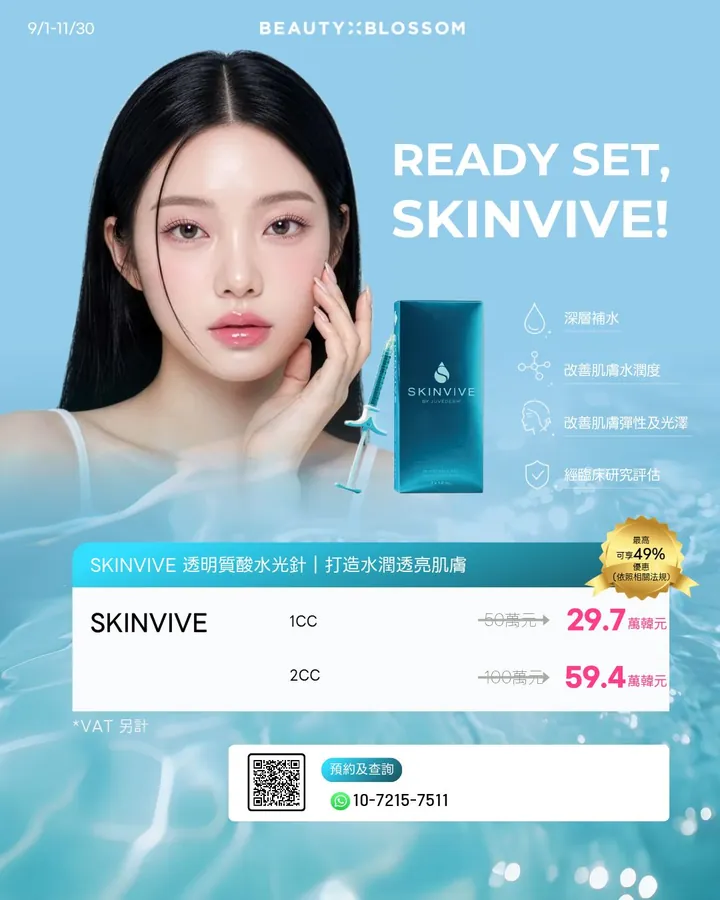 9/1-11/30
BEAUTY BLOSSOM
READY SET,
SKINVIVE!
深層補水
改善肌膚水潤度
改善肌膚彈性及光澤
經臨床研究評估
SKINVIVE
BY JUVÉDERM
SKINVIVE 透明質酸水光針｜打造水潤透亮肌膚
最高
可享49%
優惠
(依照相關法規)
SKINVIVE
1CC
50萬元
29.7萬韓元
2CC
100萬元
59.4萬韓元
*VAT 另計
預約及查詢
10-7215-7511